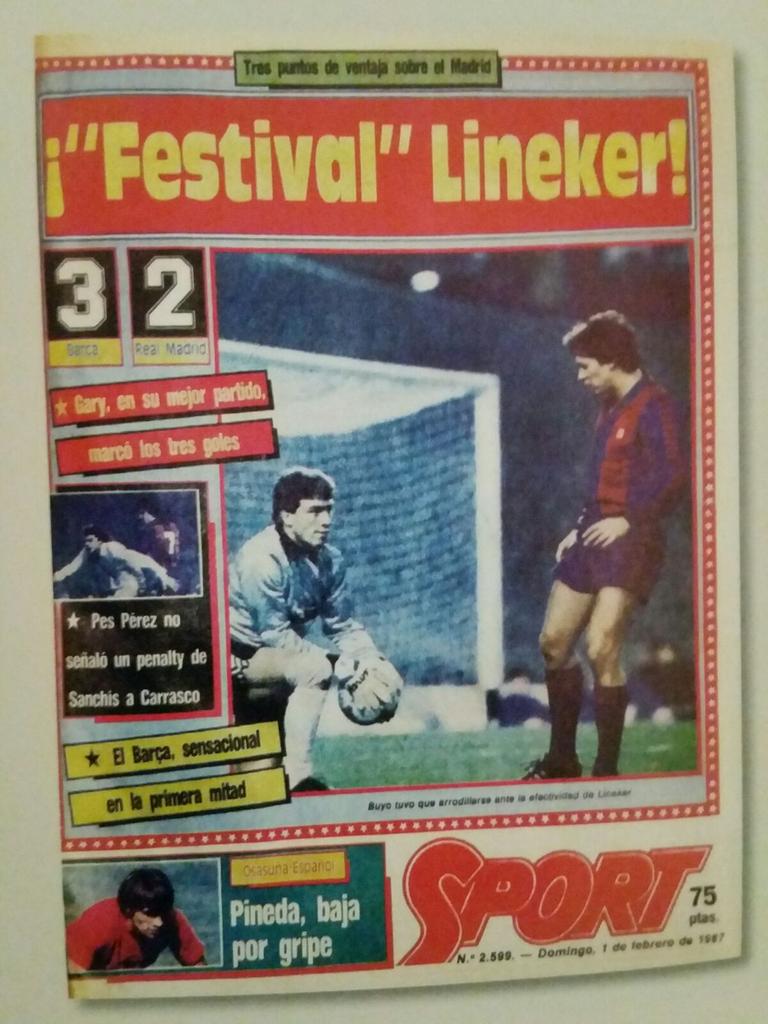 Tres puntos de ventaja sobre el Madrid
¡"Festival" Lineker!
3 2
Barça Real Madrid
★ Gary, en su mejor partido,
marcó los tres goles
7
★ Pes Pérez no
señaló un penalty de
Sanchis a Carrasco
★ El Barça, sensacional
en la primera mitad
Buyo tuvo que arrodillarse ante la efectividad de Lineker
Osasuna-Español
Pineda, baja
por gripe
SPORT
75
ptas.
N.º 2.599. — Domingo, 1 de febrero de 1987